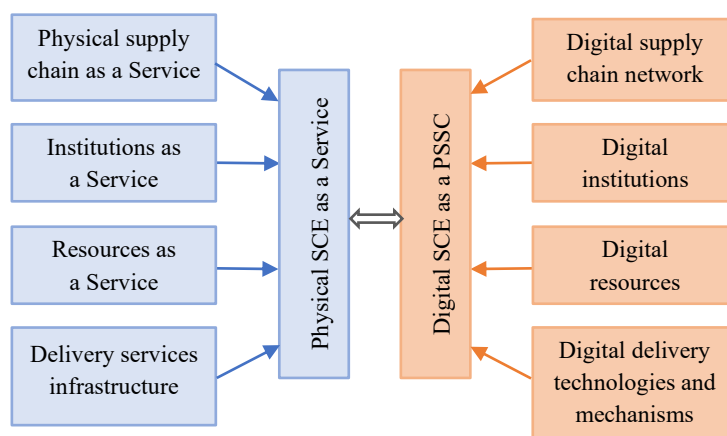 Physical supply
chain as a Service
Institutions as
a Service
Resources as
a Service
Delivery services
infrastructure
Physical SCE as a Service
Digital SCE as a PSSC
Digital supply
chain network
Digital
institutions
Digital
resources
Digital delivery
technologies and
mechanisms